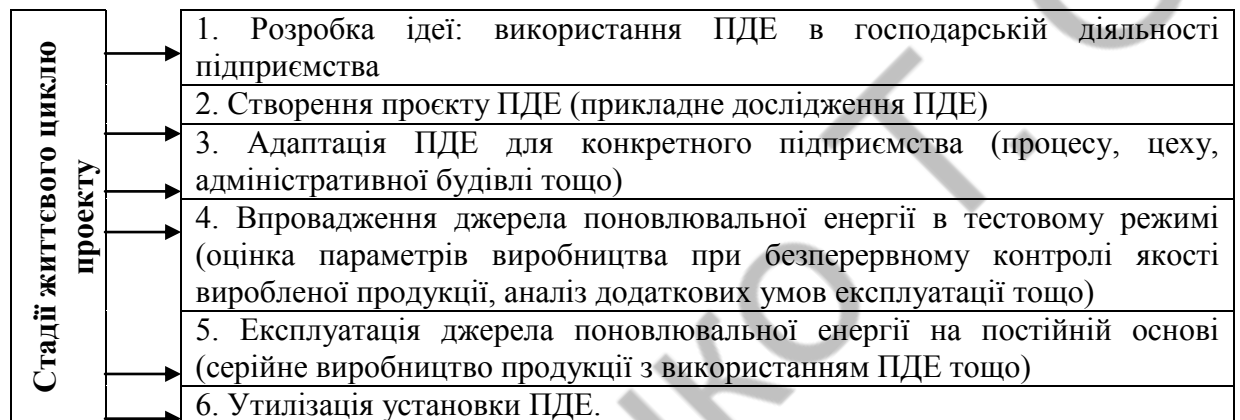 Стадії життєвого циклю
проекту
1. Розробка ідеї: використання ПДЕ в господарській діяльності
підприємства
2. Створення проєкту ПДЕ (прикладне дослідження ПДЕ)
3. Адаптація ПДЕ для конкретного підприємства (процесу, цеху,
адміністративної будівлі тощо)
4. Впровадження джерела поновлювальної енергії в тестовому режимі
(оцінка параметрів виробництва при безперервному контролі якості
виробленої продукції, аналіз додаткових умов експлуатації тощо)
5. Експлуатація джерела поновлювальної енергії на постійній основі
(серійне виробництво продукції з використанням ПДЕ тощо)
6. Утилізація установки ПДЕ.